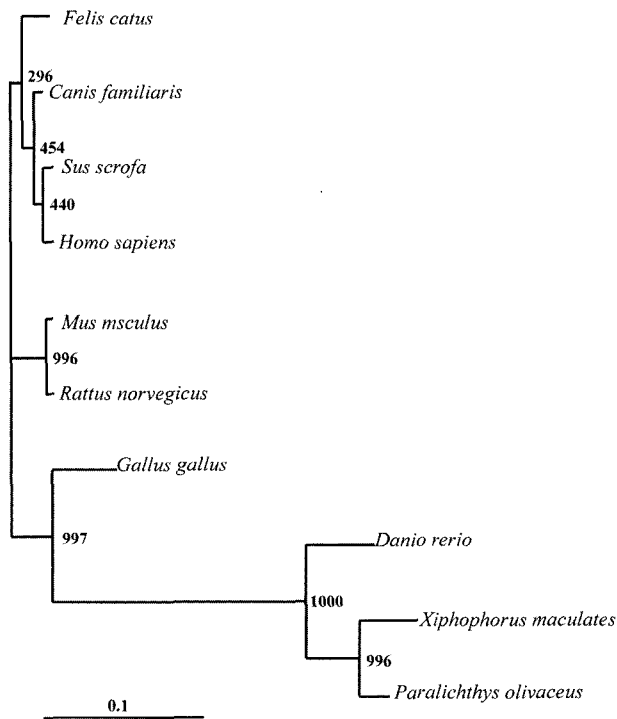 Felis catus
296
Canis familiaris
454
Sus scrofa
440
Homo sapiens
Mus msculus
996
Rattus norvegicus
Gallus gallus
997
Danio rerio
1000
Xiphophorus maculates
996
Paralichthys olivaceus
0.1